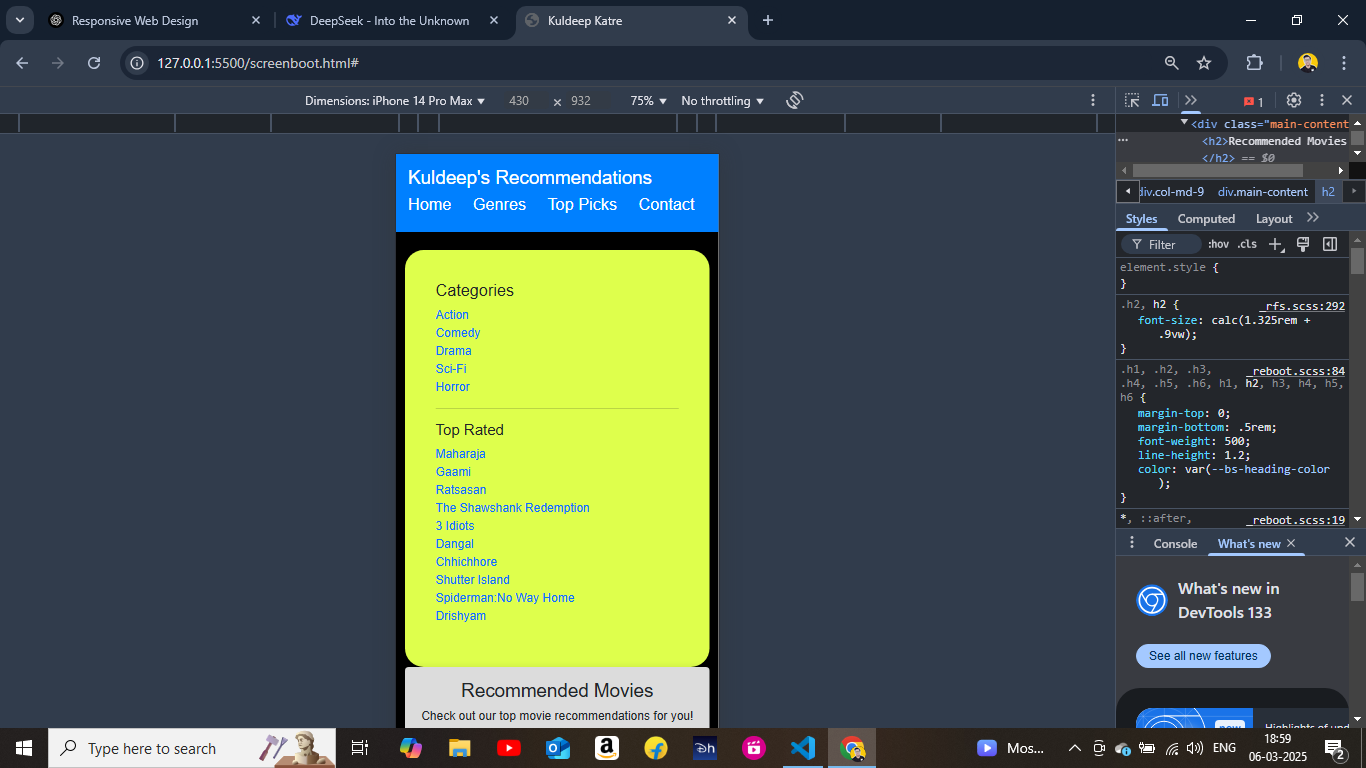 Responsive Web Design
DeepSeek - Into the Unknown
Kuldeep Katre
127.0.0.1:5500/screenboot.html#
Dimensions: iPhone 14 Pro Max
430 × 932
75%
No throttling
1
Kuldeep's Recommendations
Home Genres Top Picks Contact
Categories
Action
Comedy
Drama
Sci-Fi
Horror
Top Rated
Maharaja
Gaami
Ratsasan
The Shawshank Redemption
3 Idiots
Dangal
Chhichhore
Shutter Island
Spiderman:No Way Home
Drishyam
Recommended Movies
Check out our top movie recommendations for you!
<div class="main-content
<h2>Recommended Movies
</h2> == $0
div.col-md-9 div.main-content h2
Styles Computed Layout
Filter :hov .cls
element.style {
}
.h2, h2 { _rfs.scss:292
font-size: calc(1.325rem +
.9vw);
}
.h1, .h2, .h3, _reboot.scss:84
.h4, .h5, .h6, h1, h2, h3, h4, h5,
h6 {
margin-top: 0;
margin-bottom: .5rem;
font-weight: 500;
line-height: 1.2;
color: var(--bs-heading-color
);
}
*, ::after, _reboot.scss:19
Console What's new
What's new in
DevTools 133
See all new features
new
Highlights of
Type here to search
Mos...
ENG
18:59
06-03-2025
2